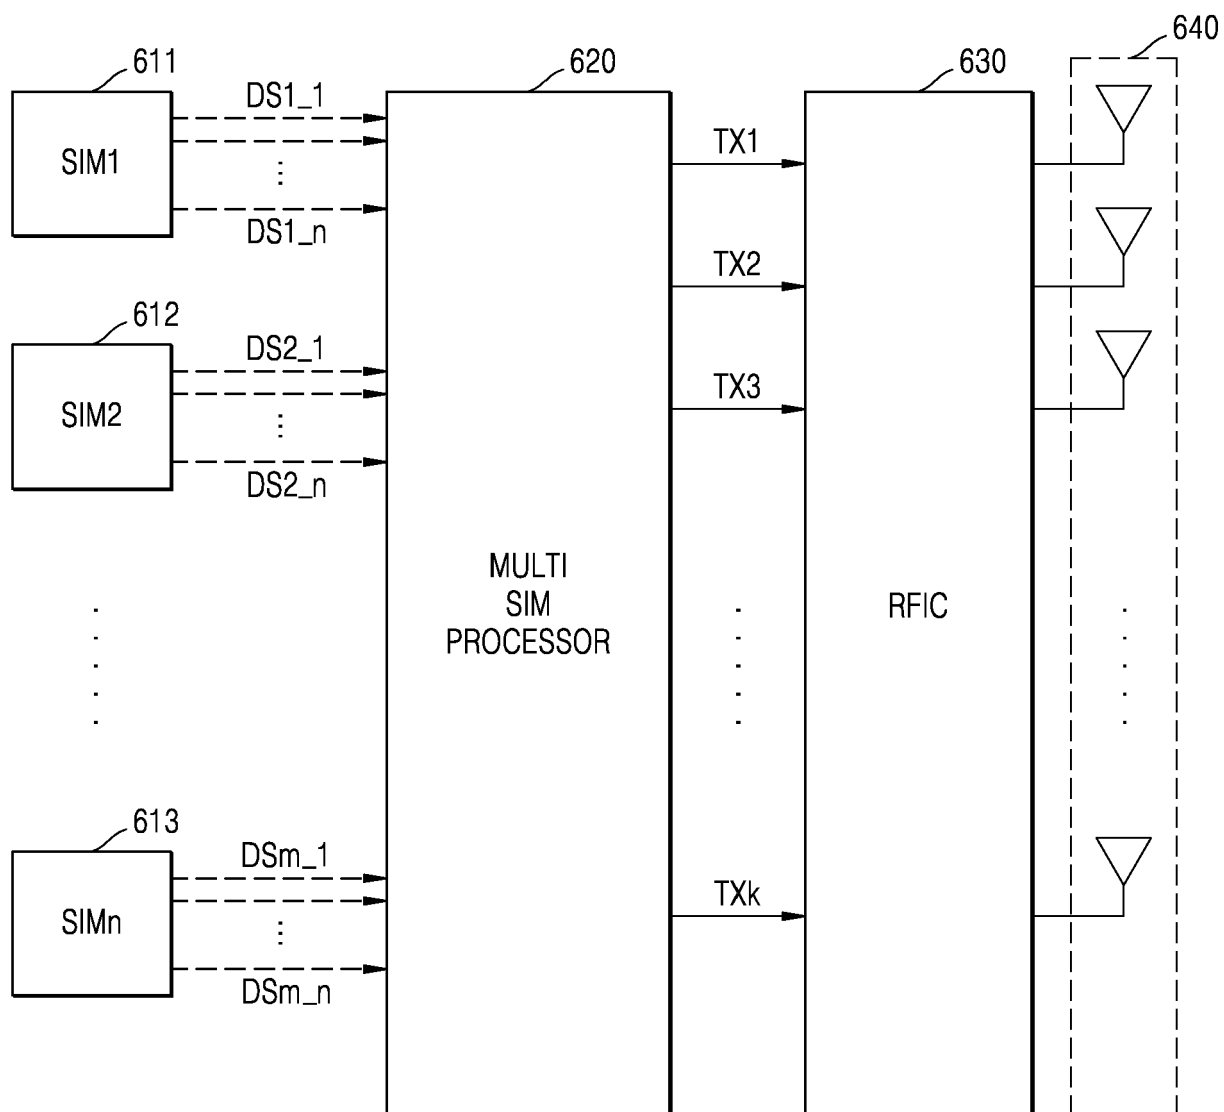 640
611
620
630
DS1_1
SIM1
TX1
DS1_n
TX2
612
DS2_1
SIM2
TX3
DS2_n
MULTI
SIM
PROCESSOR
RFIC
613
DSm_1
SIMn
TXk
DSm_n